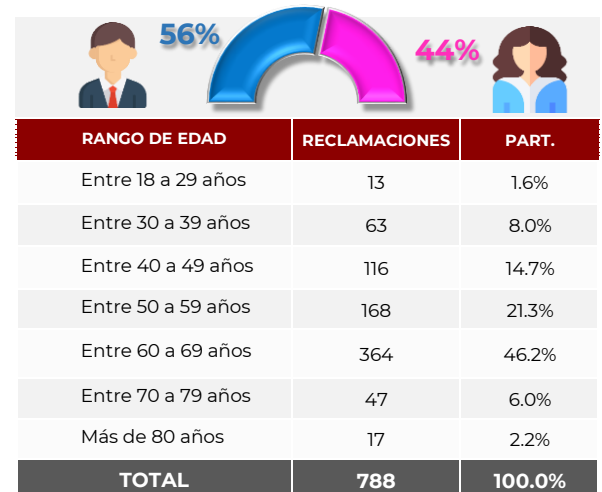 56%
44%
RANGO DE EDAD RECLAMACIONES PART.
Entre 18 a 29 años 13 1.6%
Entre 30 a 39 años 63 8.0%
Entre 40 a 49 años 116 14.7%
Entre 50 a 59 años 168 21.3%
Entre 60 a 69 años 364 46.2%
Entre 70 a 79 años 47 6.0%
Más de 80 años 17 2.2%
TOTAL 788 100.0%